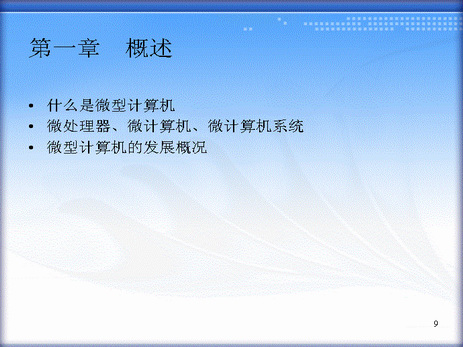 第一章 概述
• 什么是微型计算机
• 微处理器、微计算机、微计算机系统
• 微型计算机的发展概况
9